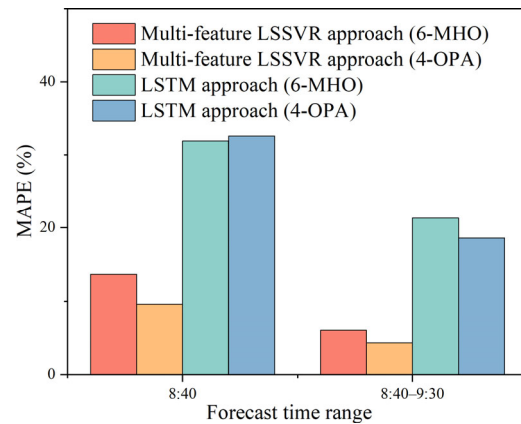 Multi-feature LSSVR approach (6-MHO)
Multi-feature LSSVR approach (4-OPA)
LSTM approach (6-MHO)
LSTM approach (4-OPA)
MAPE (%)
40
20
0
8:40
8:40–9:30
Forecast time range